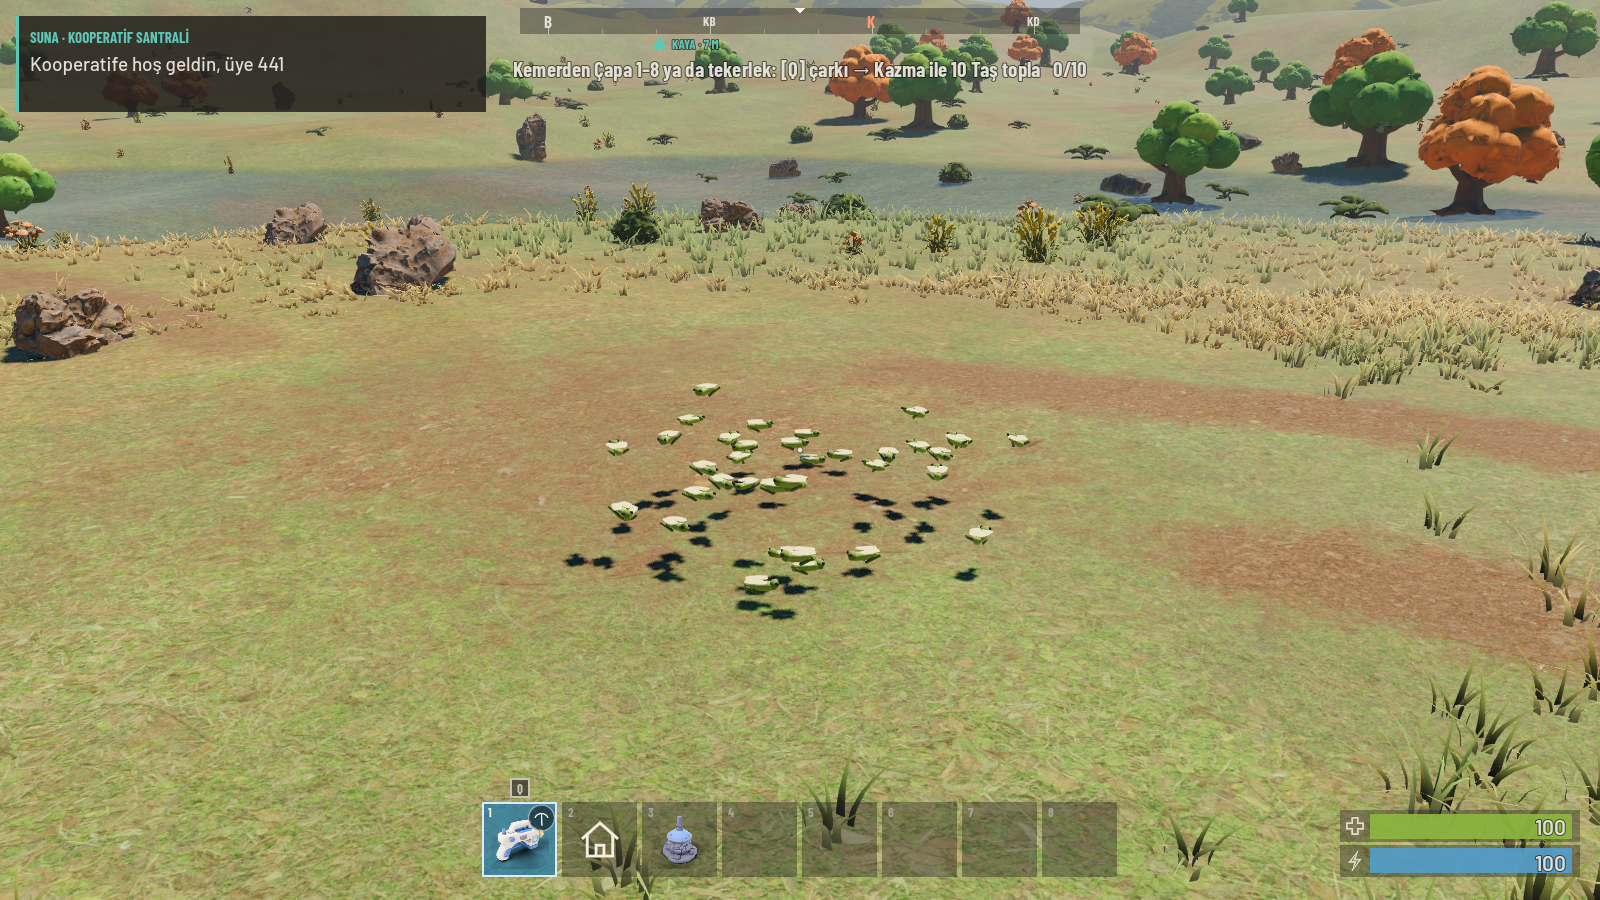 SUNA · KOOPERATİF SANTRALİ
Kooperatife hoş geldin, üye 441
B KB K KD
KAYA · 7 M
Kemerden Çapa 1-8 ya da tekerlek: [Q] çarkı → Kazma ile 10 Taş topla 0/10
Q
1 2 3 4 5 6 7 8
100
100